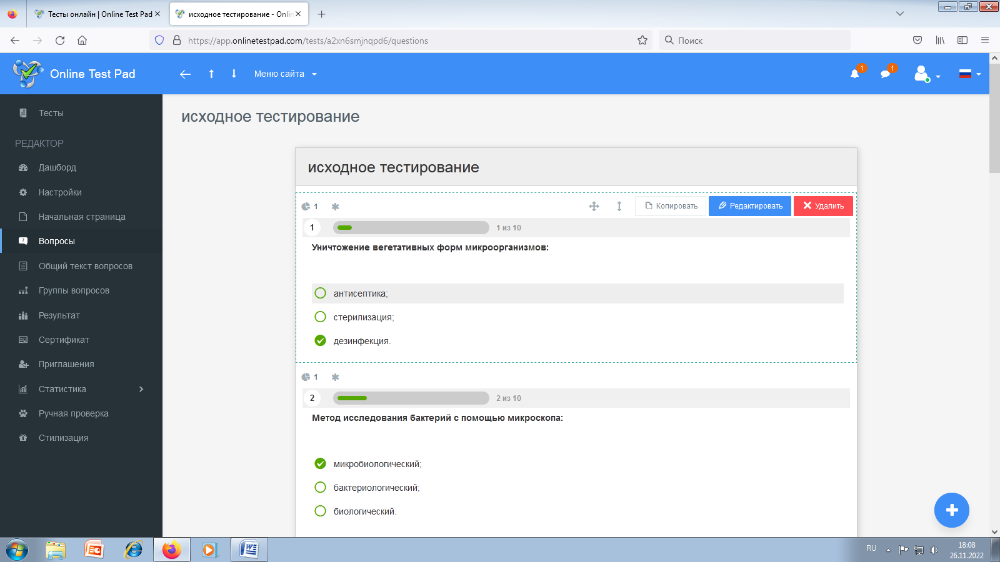 Тесты онлайн | Online Test Pad
исходное тестирование - Onlin
https://app.onlinetestpad.com/tests/a2xn6smjnqpd6/questions
Поиск
Online Test Pad
Меню сайта
1
1
Тесты
РЕДАКТОР
Дашборд
Настройки
Начальная страница
Вопросы
Общий текст вопросов
Группы вопросов
Результат
Сертификат
Приглашения
Статистика
Ручная проверка
Стилизация
исходное тестирование
исходное тестирование
1
Копировать
Редактировать
Удалить
1
1 из 10
Уничтожение вегетативных форм микроорганизмов:
антисептика;
стерилизация;
дезинфекция.
1
2
2 из 10
Метод исследования бактерий с помощью микроскопа:
микробиологический;
бактериологический;
биологический.
RU
18:08
26.11.2022